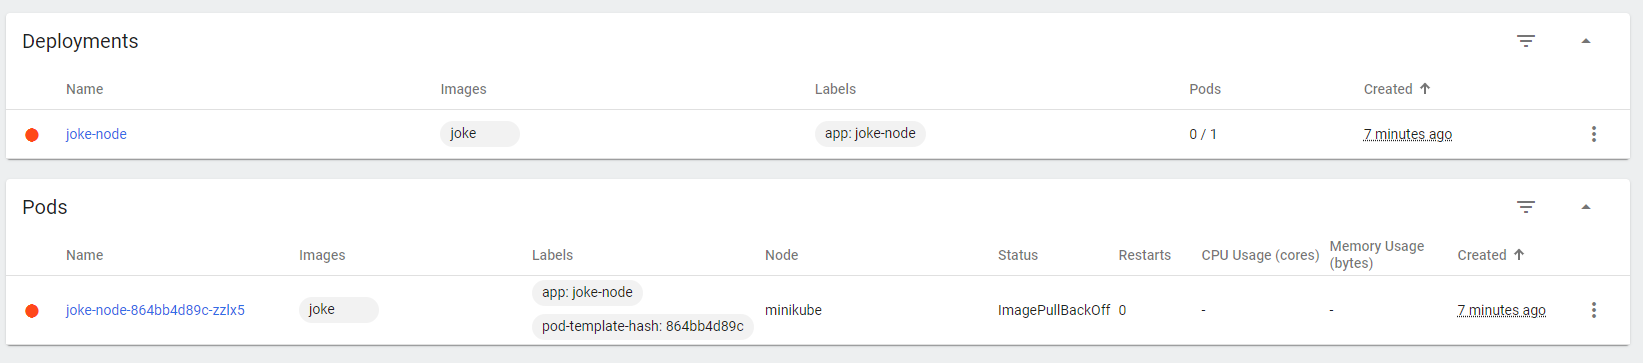 Deployments
Name Images Labels Pods Created
joke-node joke app: joke-node 0 / 1 7 minutes ago
Pods
Name Images Labels Node Status Restarts CPU Usage (cores) Memory Usage (bytes) Created
joke-node-864bb4d89c-zzlx5 joke app: joke-node minikube ImagePullBackOff 0 - - 7 minutes ago
pod-template-hash: 864bb4d89c